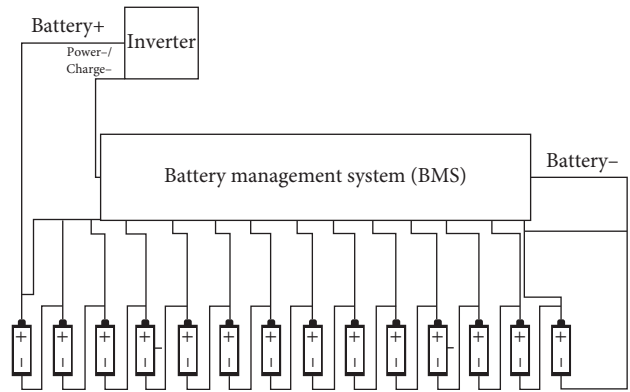 Battery+
Inverter
Power–/
Charge–
Battery management system (BMS)
Battery–
+ + + + + + + + + + + + + +
– – – – – – – – – – – – – –